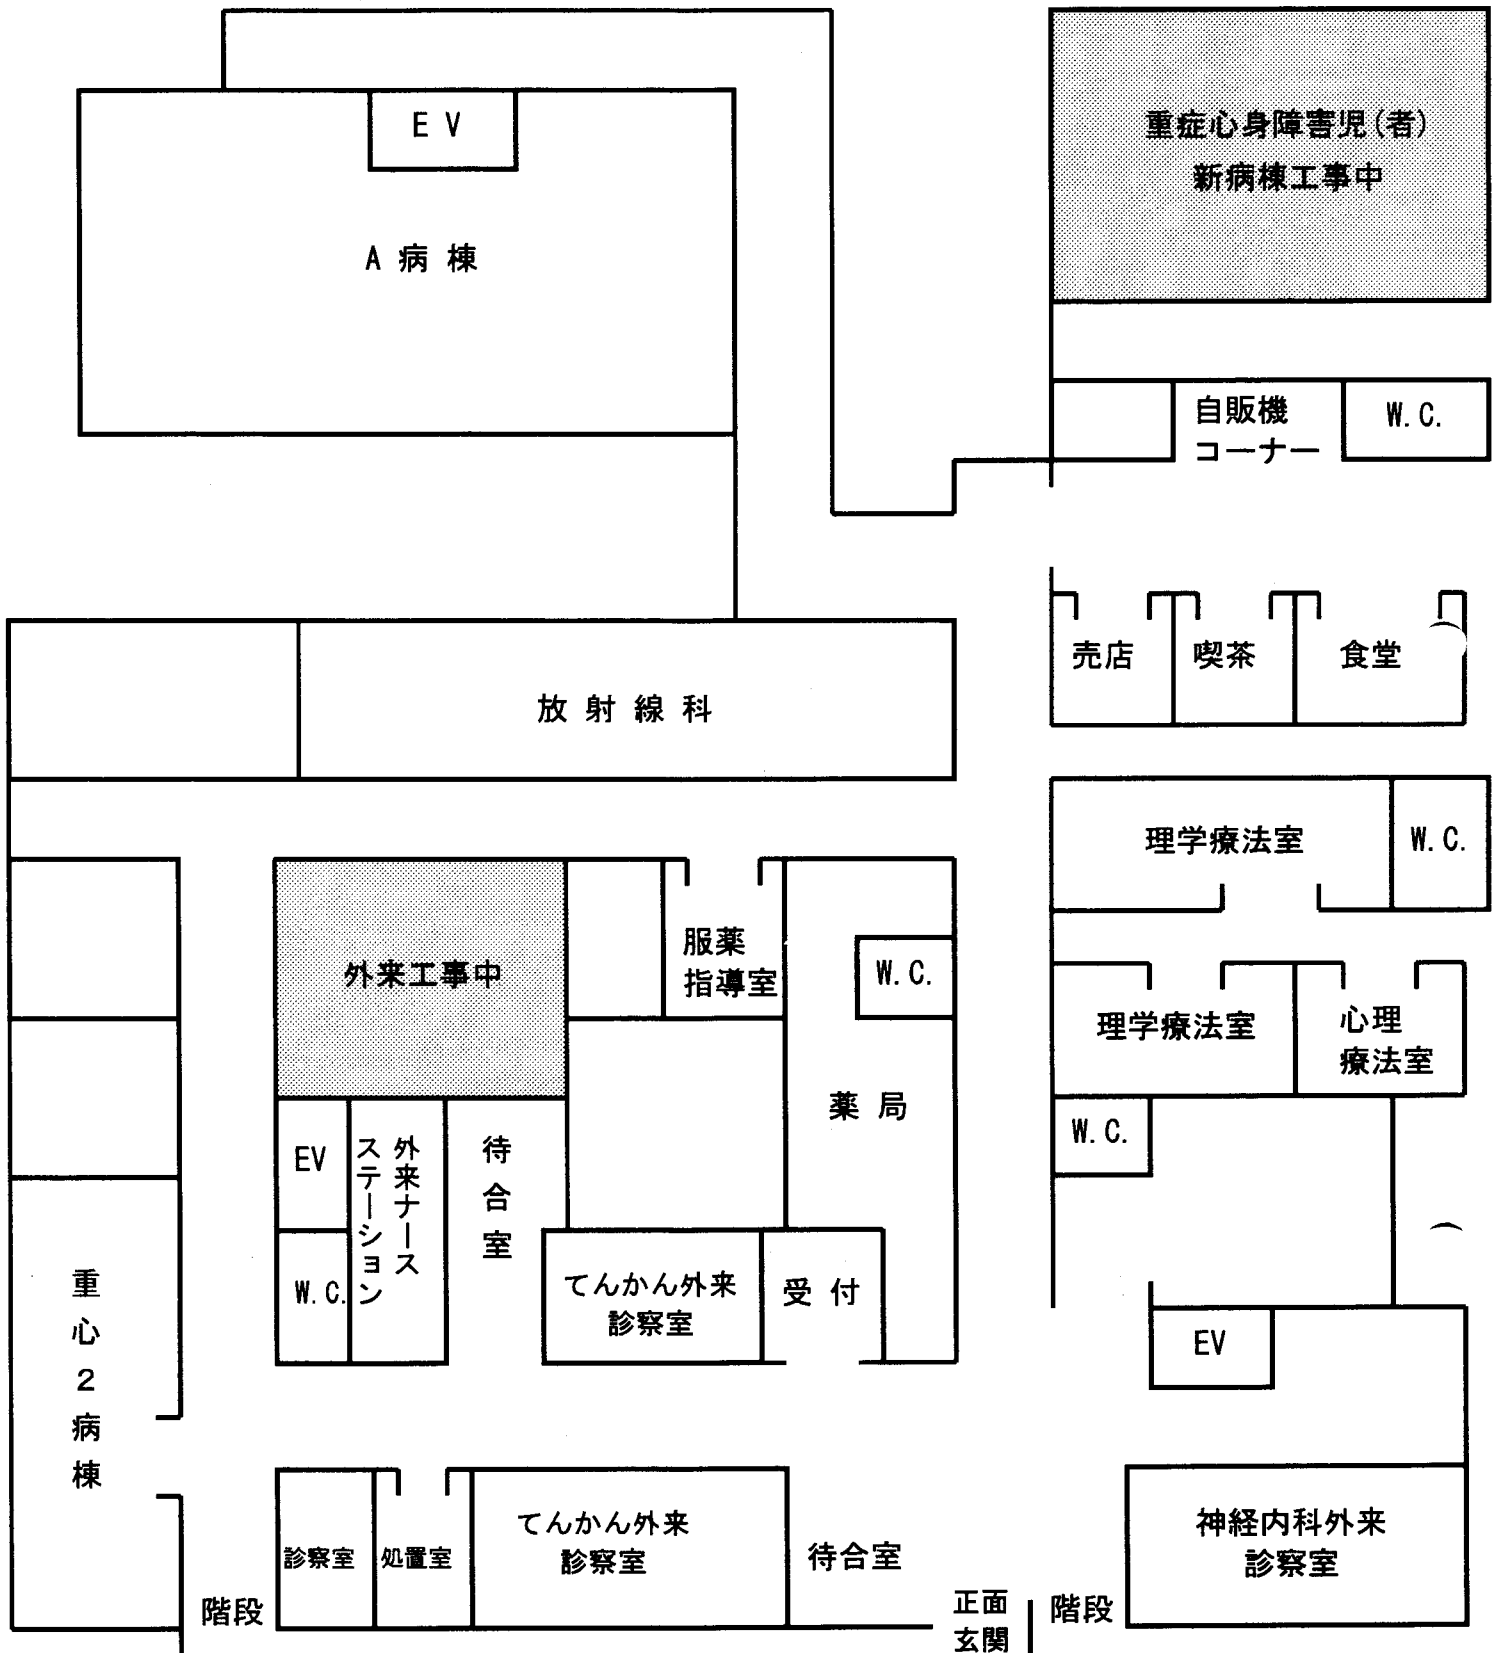 ＥＶ
重症心身障害児(者)
新病棟工事中
A 病 棟
自販機
コーナー
W.C.
売店
喫茶
食堂
放 射 線 科
理学療法室
W.C.
外来工事中
服薬
指導室
W.C.
理学療法室
心理
療法室
薬 局
W.C.
EV
外来ナース
ステーション
待合室
W.C.
てんかん外来
診察室
受 付
EV
重心２病棟
診察室
処置室
てんかん外来
診察室
待合室
神経内科外来
診察室
階段
正面
玄関
階段